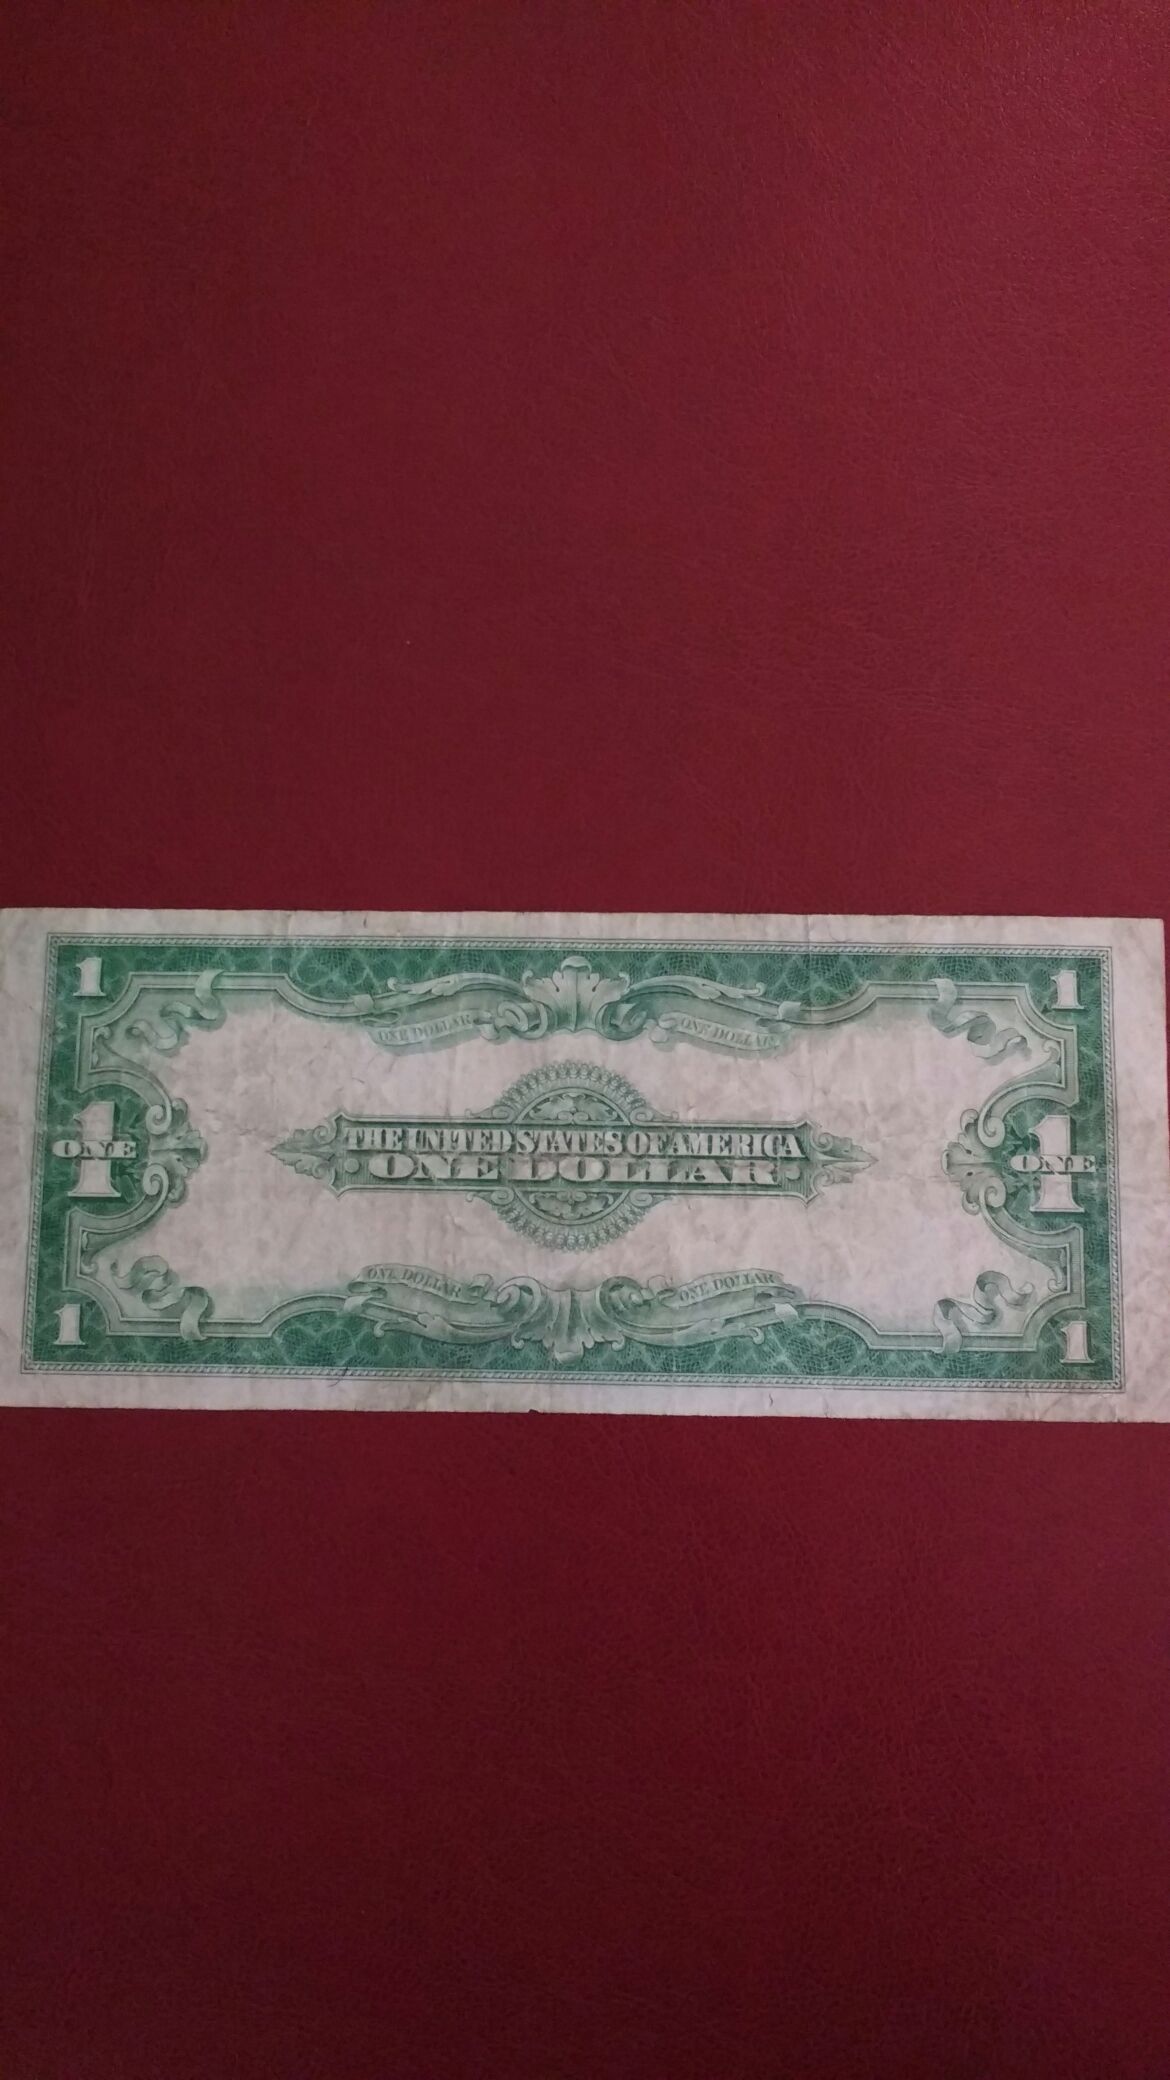 1 1
ONE DOLLAR ONE DOLLAR
THE UNITED STATES OF AMERICA
1 ONE 1 ONE
ONE DOLLAR
ONE DOLLAR ONE DOLLAR
1 1